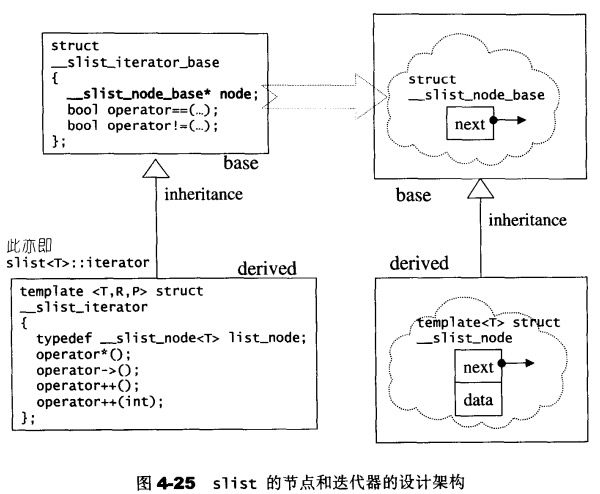 struct
__slist_iterator_base
{
__slist_node_base* node;
bool operator==(…);
bool operator!=(…);
};
base
inheritance
struct
__slist_node_base
next
base
inheritance
此亦即
slist<T>::iterator
derived
template <T,R,P> struct
__slist_iterator
{
typedef __slist_node<T> list_node;
operator*();
operator->();
operator++();
operator++(int);
};
derived
template<T> struct
__slist_node
next
data
图 4-25 slist 的节点和迭代器的设计架构